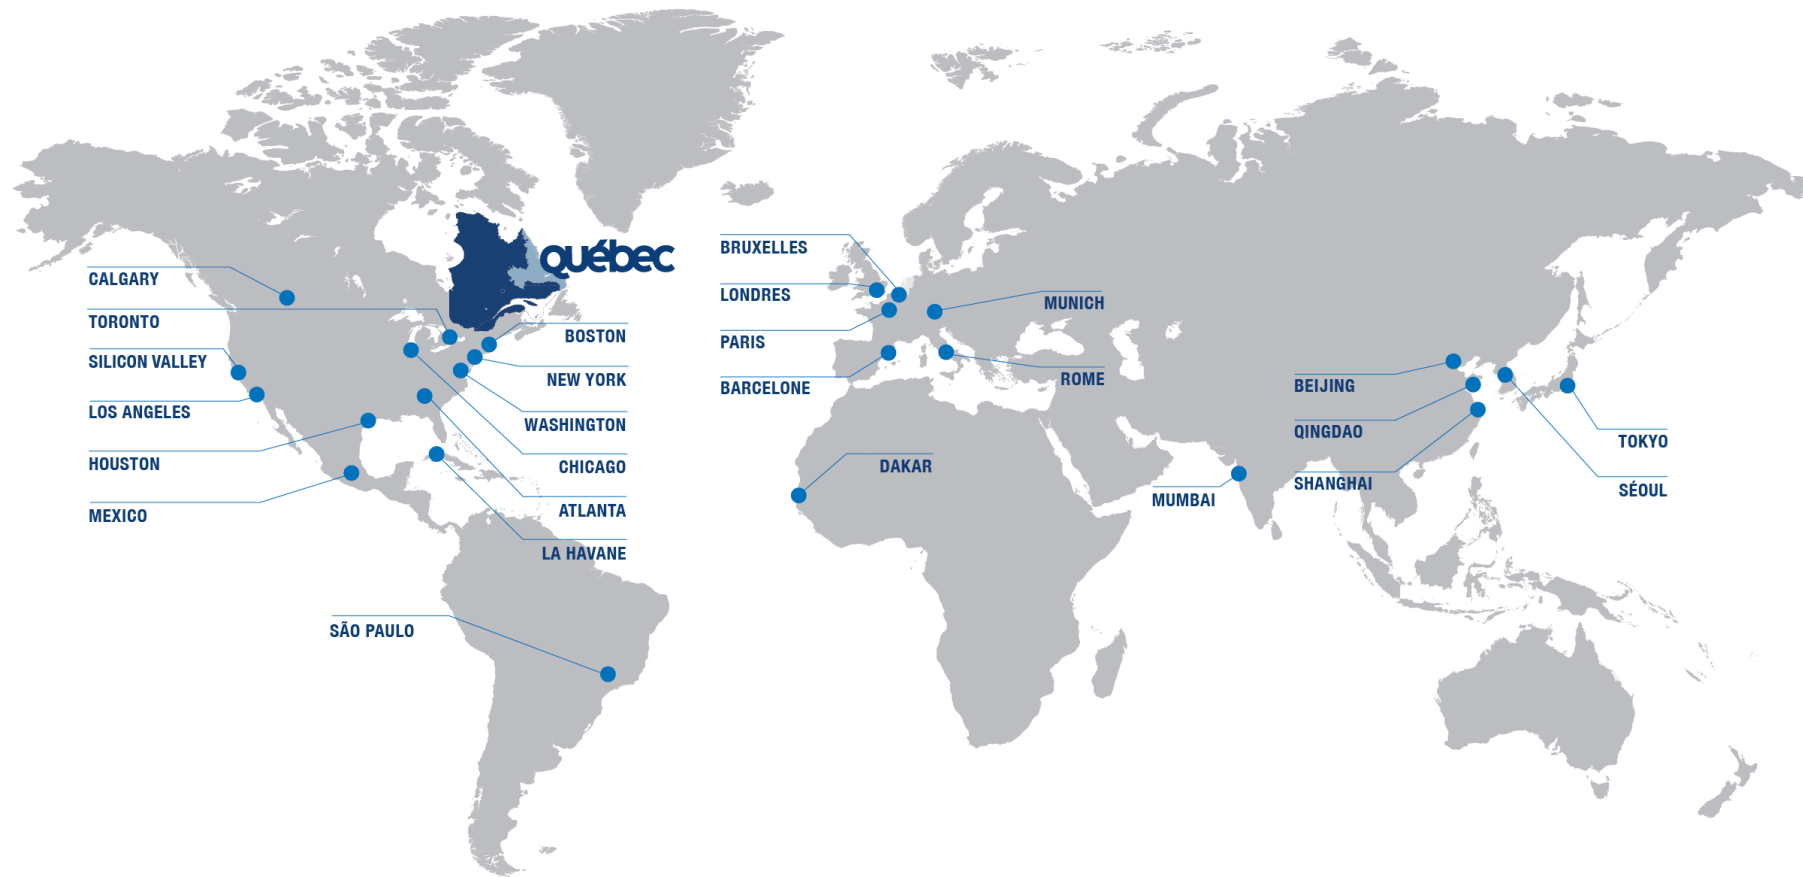 québec
CALGARY
TORONTO
SILICON VALLEY
LOS ANGELES
HOUSTON
MEXICO
BOSTON
NEW YORK
WASHINGTON
CHICAGO
ATLANTA
LA HAVANE
SÃO PAULO
BRUXELLES
LONDRES
PARIS
BARCELONE
MUNICH
ROME
DAKAR
MUMBAI
BEIJING
QINGDAO
SHANGHAI
TOKYO
SÉOUL